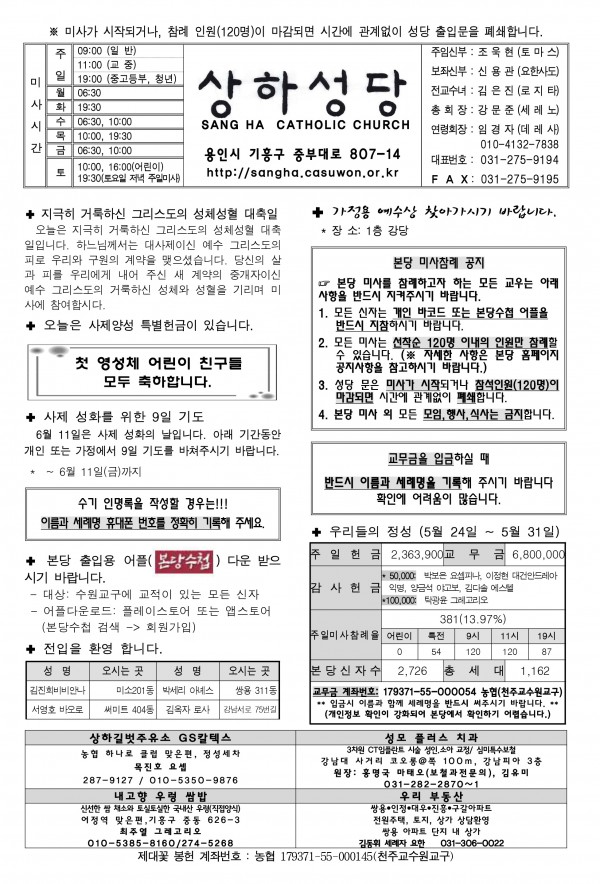 ※ 미사가 시작되거나, 참례 인원(120명)이 마감되면 시간에 관계없이 성당 출입문을 폐쇄합니다.
미사시간
주일 09:00 (일 반)
11:00 (교 중)
19:00 (중고등부, 청년)
월 06:30
화 19:30
수 06:30, 10:00
목 10:00, 19:30
금 06:30, 10:00
토 10:00, 16:00(어린이)
19:30(토요일 저녁 주일미사)
상하성당
SANG HA CATHOLIC CHURCH
용인시 기흥구 중부대로 807-14
http://sangha.casuwon.or.kr
주임신부 : 조 욱 현 (토 마 스)
보좌신부 : 신 용 관 (요한사도)
전교수녀 : 김 은 진 (로 지 타)
총 회 장 : 강 문 준 (세 레 노)
연령회장 : 임 경 자 (데 레 사)
010-4132-7838
대표번호 : 031-275-9194
F A X : 031-275-9195
✚ 지극히 거룩하신 그리스도의 성체성혈 대축일
오늘은 지극히 거룩하신 그리스도의 성체성혈 대축
일입니다. 하느님께서는 대사제이신 예수 그리스도의
피로 우리와 구원의 계약을 맺으셨습니다. 당신의 살
과 피를 우리에게 내어 주신 새 계약의 중개자이신
예수 그리스도의 거룩하신 성체와 성혈을 기리며 미
사에 참여합시다.
✚ 오늘은 사제양성 특별헌금이 있습니다.
첫 영성체 어린이 친구들
모두 축하합니다.
✚ 사제 성화를 위한 9일 기도
6월 11일은 사제 성화의 날입니다. 아래 기간동안
개인 또는 가정에서 9일 기도를 바쳐주시기 바랍니다.
* ~ 6월 11일(금)까지
수기 인명록을 작성할 경우는!!!
이름과 세례명 휴대폰 번호를 정확히 기록해 주세요.
✚ 본당 출입용 어플( 본당수첩 ) 다운 받으
시기 바랍니다.
- 대상: 수원교구에 교적이 있는 모든 신자
- 어플다운로드: 플레이스토어 또는 앱스토어
(본당수첩 검색 -> 회원가입)
✚ 전입을 환영 합니다.
성 명 오시는 곳 성 명 오시는 곳
김진희비비안나 미소201동 박세리 아녜스 쌍용 311동
서영호 바오로 써미트 404동 김옥자 로사 강남서로 75번길
✚ 가정용 예수상 찾아가시기 바랍니다.
* 장 소: 1층 강당
본당 미사참례 공지
☞ 본당 미사를 참례하고자 하는 모든 교우는 아래
사항을 반드시 지켜주시기 바랍니다.
1. 모든 신자는 개인 바코드 또는 본당수첩 어플을
반드시 지참하시기 바랍니다.
2. 모든 미사는 선착순 120명 이내의 인원만 참례할
수 있습니다. (※ 자세한 사항은 본당 홈페이지
공지사항을 참고하시기 바랍니다.)
3. 성당 문은 미사가 시작되거나 참석인원(120명)이
마감되면 시간에 관계없이 폐쇄합니다.
4. 본당 미사 외 모든 모임,행사,식사는 금지합니다.
교무금을 입금하실 때
반드시 이름과 세례명을 기록해 주시기 바랍니다
확인에 어려움이 많습니다.
✚ 우리들의 정성 (5월 24일 ~ 5월 31일)
주 일 헌 금 2,363,900 교 무 금 6,800,000
감 사 헌 금
* 50,000: 박보은 요셉피나, 이정현 대건안드레아
익명, 양금석 야고보, 김다솔 에스텔
*100,000: 탁광윤 그레고리오
주일미사참례율 381(13.97%)
어린이 특전 9시 11시 19시
0 54 120 120 87
본 당 신 자 수 2,726 총 세 대 1,162
교무금 계좌번호: 179371-55-000054 농협(천주교수원교구)
** 입금시 이름과 함께 세례명을 반드시 써주시기 바랍니다. **
(개인정보 확인이 강화되어 본당에서 확인하기 어렵습니다.)
상하길벗주유소 GS칼텍스
농협 하나로 클럽 맞은편, 정성세차
목진호 요셉
287-9127 / 010-5350-9876
성모 플러스 치과
3차원 CT임플란트 시술 성인.소아 교정/ 심미특수보철
강남대 사거리 코오롱@쪽 100m, 강남피아 3층
원장: 홍명국 마태오(보철과전문의), 김유미
031-282-2870~1
내고향 우렁 쌈밥
신선한 쌈 채소와 토실토실한 국내산 우렁(직접양식)
어정역 맞은편,기흥구 중동 626-3
최주열 그레고리오
010-5385-8160/274-5268
우리 부동산
쌍용•인정•대우•진흥•구갈아파트
전원주택, 토지, 상가 상담환영
쌍용 아파트 단지 내 상가
김동휘 세례자 요한 031-306-0022
제대꽃 봉헌 계좌번호 : 농협 179371-55-000145(천주교수원교구)